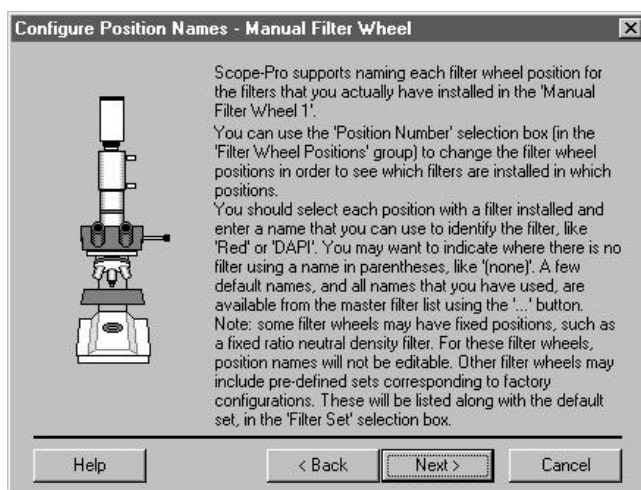 Configure Position Names - Manual Filter Wheel
Scope-Pro supports naming each filter wheel position for
the filters that you actually have installed in the 'Manual
Filter Wheel 1'.
You can use the 'Position Number' selection box (in the
'Filter Wheel Positions' group) to change the filter wheel
positions in order to see which filters are installed in which
positions.
You should select each position with a filter installed and
enter a name that you can use to identify the filter, like
'Red' or 'DAPI'. You may want to indicate where there is no
filter using a name in parentheses, like '(none)'. A few
default names, and all names that you have used, are
available from the master filter list using the '...' button.
Note: some filter wheels may have fixed positions, such as
a fixed ratio neutral density filter. For these filter wheels,
position names will not be editable. Other filter wheels may
include pre-defined sets corresponding to factory
configurations. These will be listed along with the default
set, in the 'Filter Set' selection box.
Help
< Back
Next >
Cancel